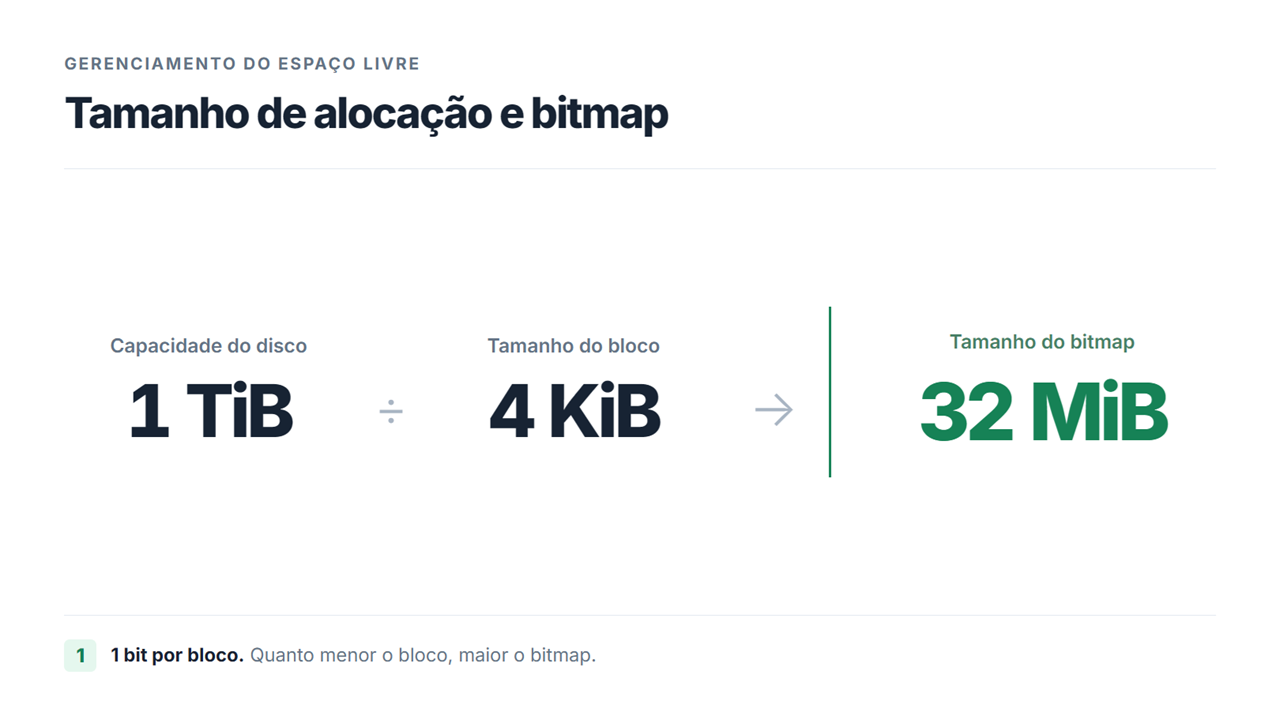 GERENCIAMENTO DO ESPAÇO LIVRE
Tamanho de alocação e bitmap
Capacidade do disco
1 TiB
÷
Tamanho do bloco
4 KiB
→
Tamanho do bitmap
32 MiB
1 1 bit por bloco. Quanto menor o bloco, maior o bitmap.